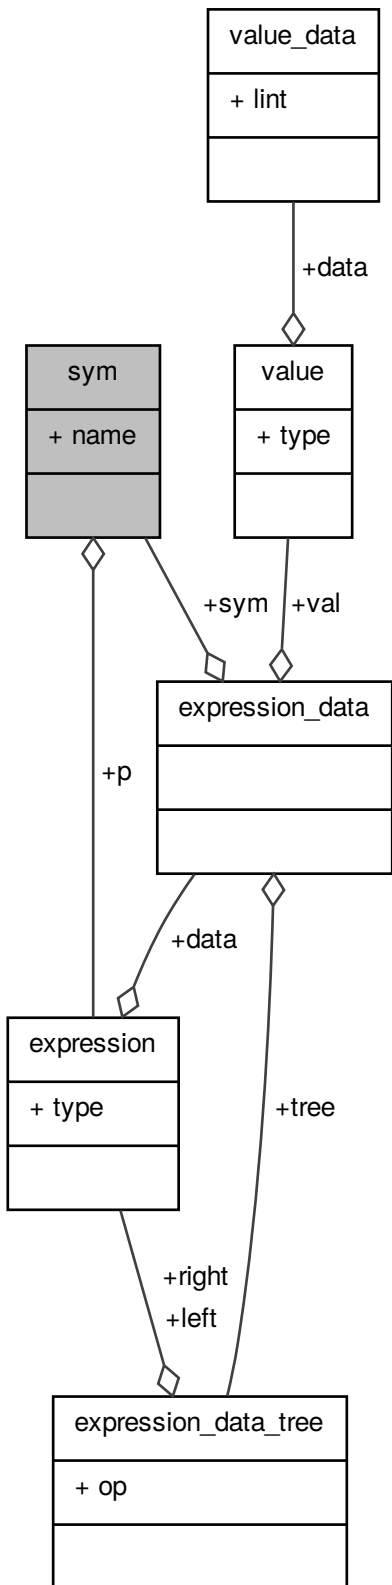 value_data
+ lint
+data
sym
+ name
value
+ type
+sym
+val
expression_data
+p
+data
expression
+ type
+tree
+right
+left
expression_data_tree
+ op